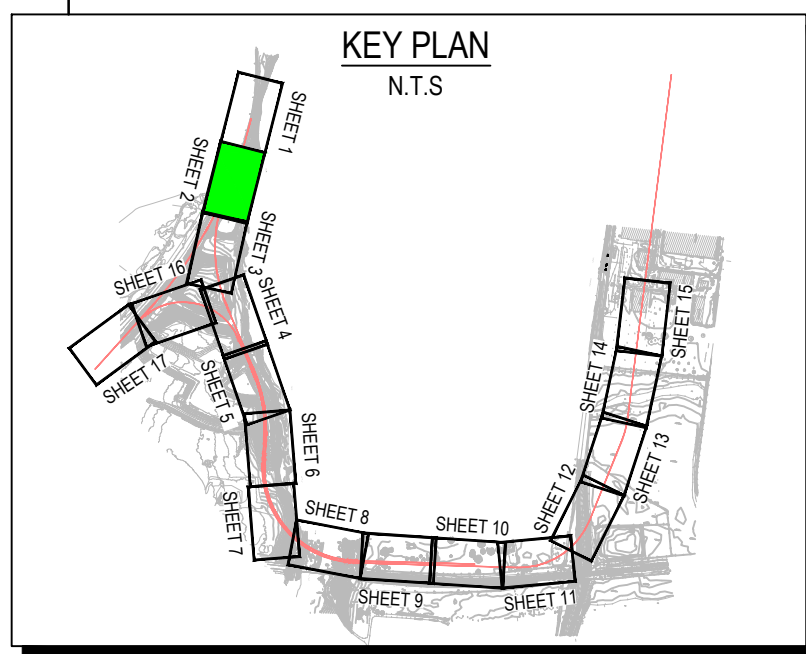 KEY PLAN
N.T.S
SHEET 1
SHEET 2
SHEET 3
SHEET 4
SHEET 16
SHEET 17
SHEET 5
SHEET 6
SHEET 7
SHEET 8
SHEET 9
SHEET 10
SHEET 11
SHEET 12
SHEET 13
SHEET 14
SHEET 15